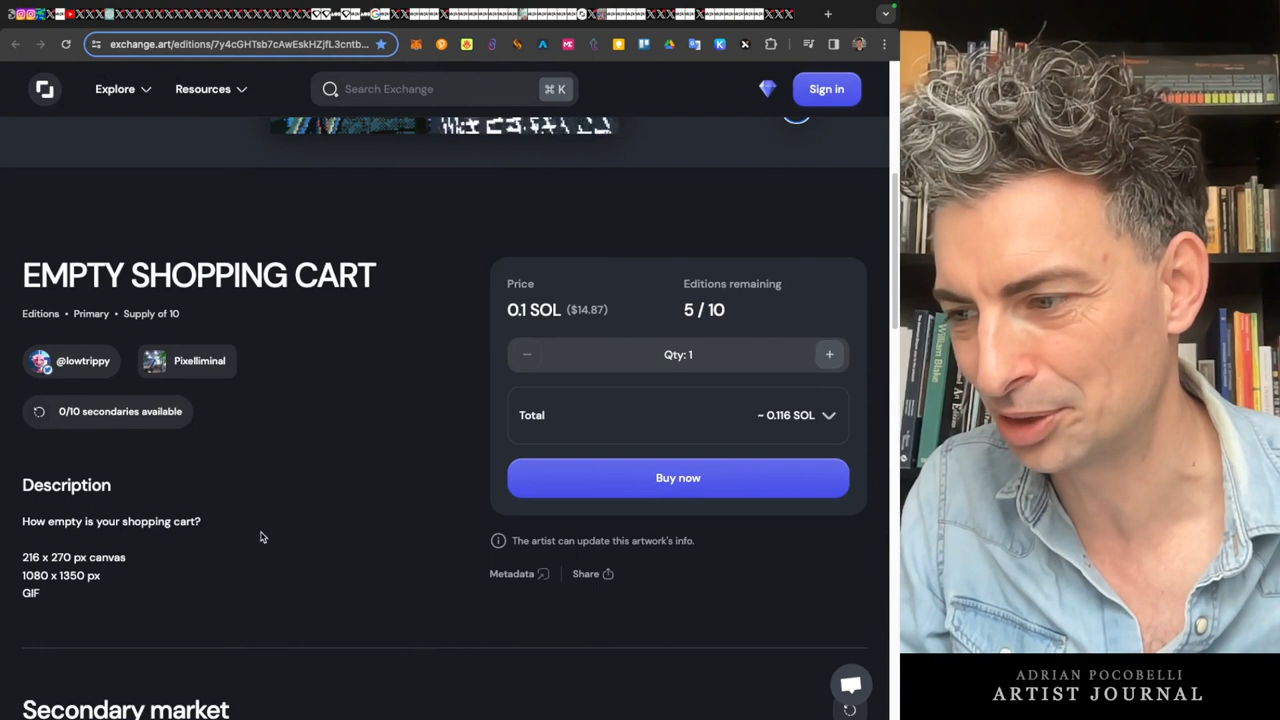 exchange.art/editions/7y4cGHTsb7cAwEskHZjfL3cntb...
Explore
Resources
Search Exchange
⌘ K
Sign in
EMPTY SHOPPING CART
Editions • Primary • Supply of 10
@lowtrippy
Pixelliminal
0/10 secondaries available
Description
How empty is your shopping cart?
216 x 270 px canvas
1080 x 1350 px
GIF
Price
Editions remaining
0.1 SOL ($14.87)
5 / 10
− Qty: 1 +
Total
~ 0.116 SOL
Buy now
The artist can update this artwork's info.
Metadata
Share
Secondary market
William Blake
ADRIAN POCOBELLI
ARTIST JOURNAL